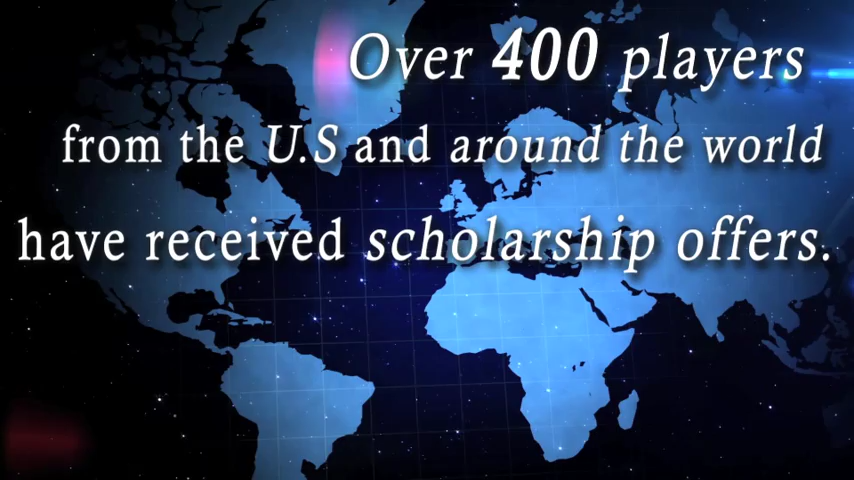 Over 400 players
from the U.S and around the world
have received scholarship offers.